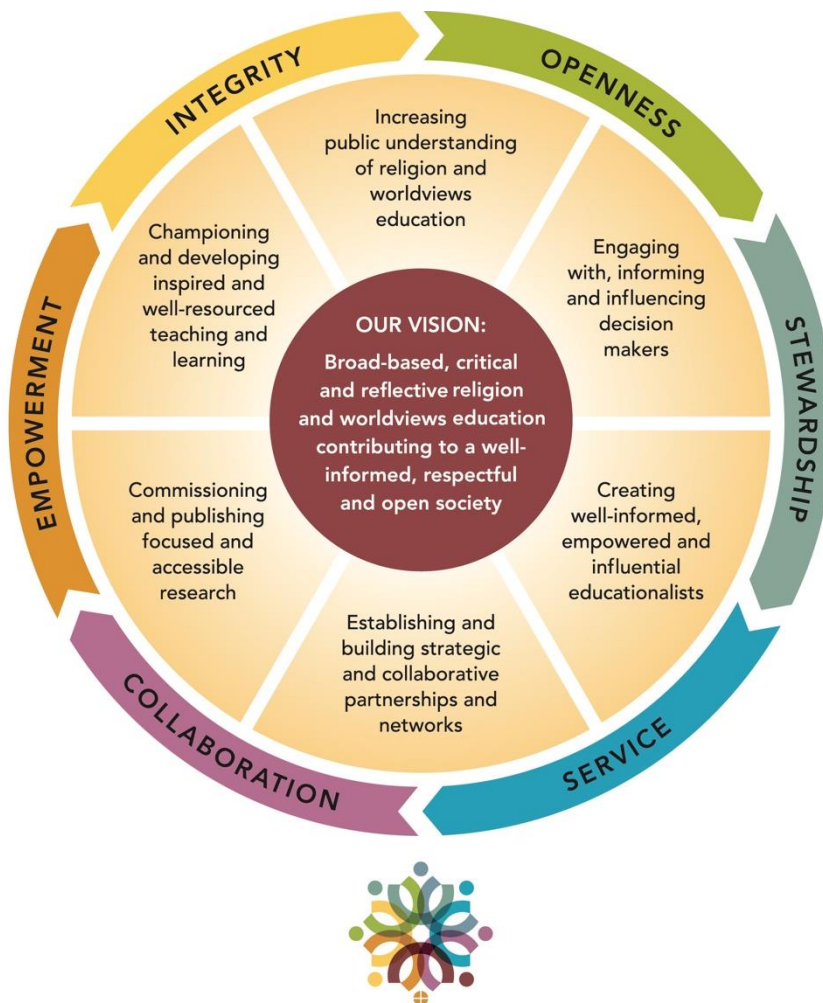 INTEGRITY
OPENNESS
STEWARDSHIP
SERVICE
COLLABORATION
EMPOWERMENT
Increasing
public understanding
of religion and
worldviews
education
Engaging
with, informing
and influencing
decision
makers
Creating
well-informed,
empowered and
influential
educationalists
Establishing and
building strategic
and collaborative
partnerships and
networks
Commissioning
and publishing
focused and
accessible
research
Championing
and developing
inspired and
well-resourced
teaching and
learning
OUR VISION:
Broad-based, critical
and reflective religion
and worldviews education
contributing to a well-
informed, respectful
and open society